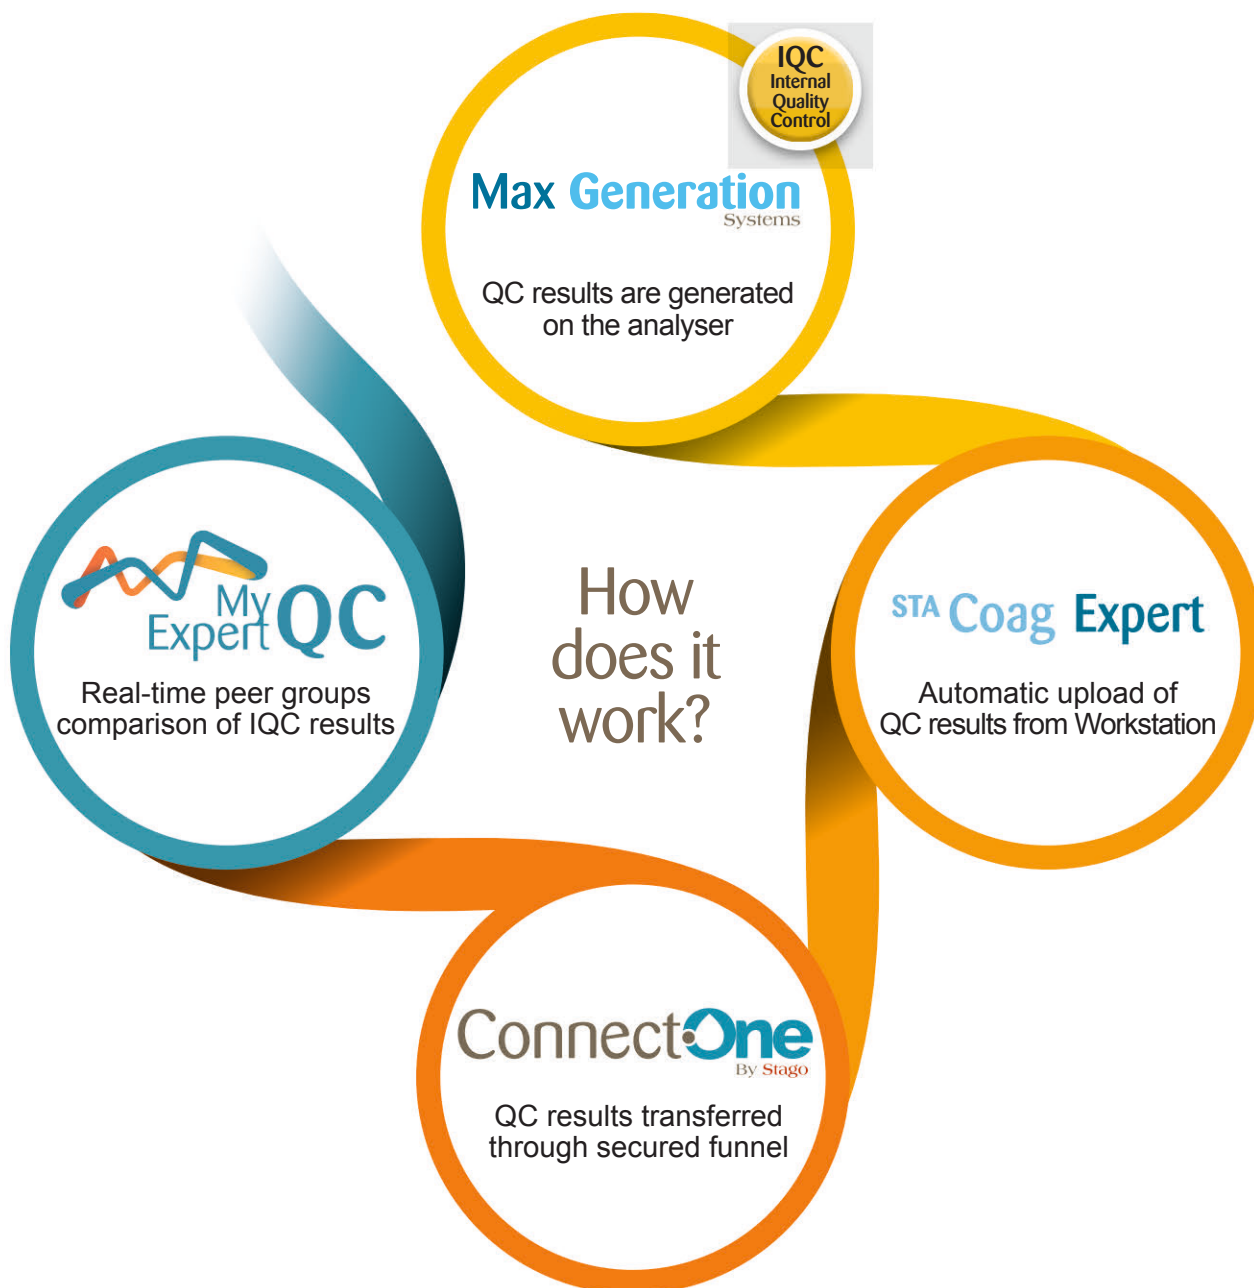 IQC
Internal
Quality
Control
Max Generation
Systems
QC results are generated
on the analyser
My
Expert QC
Real-time peer groups
comparison of IQC results
How
does it
work?
STA Coag Expert
Automatic upload of
QC results from Workstation
Connect•One
By Stago
QC results transferred
through secured funnel